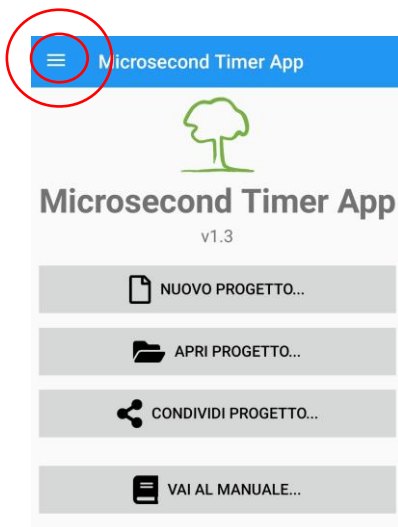 Microsecond Timer App
Microsecond Timer App
v1.3
NUOVO PROGETTO...
APRI PROGETTO...
CONDIVIDI PROGETTO...
VAI AL MANUALE...